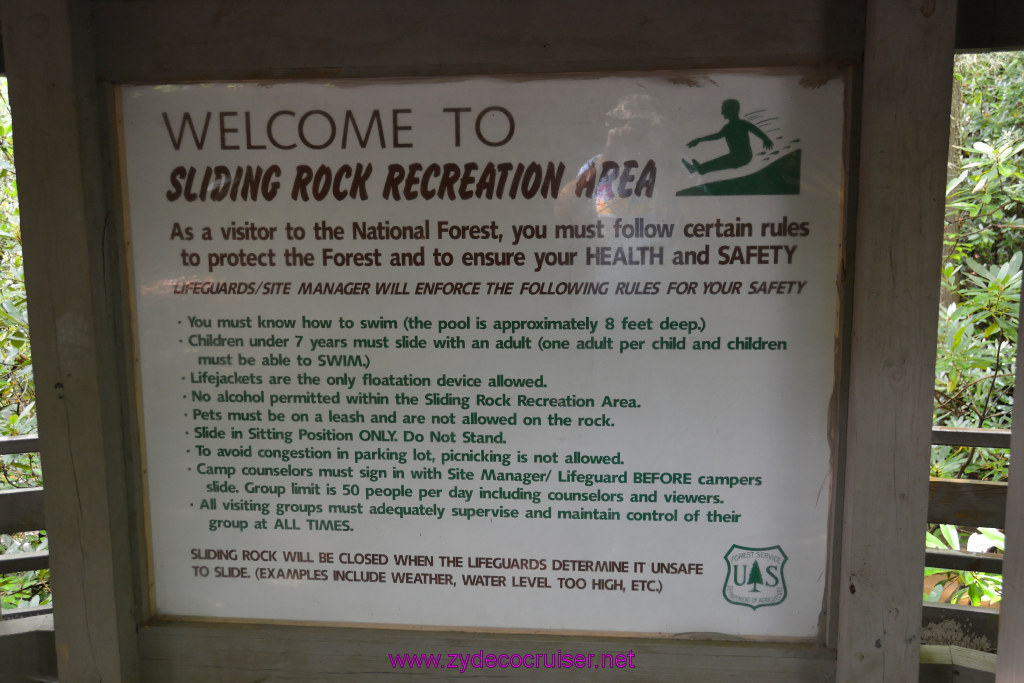 WELCOME TO
SLIDING ROCK RECREATION AREA
As a visitor to the National Forest, you must follow certain rules
to protect the Forest and to ensure your HEALTH and SAFETY
LIFEGUARDS/SITE MANAGER WILL ENFORCE THE FOLLOWING RULES FOR YOUR SAFETY
· You must know how to swim (the pool is approximately 8 feet deep.)
· Children under 7 years must slide with an adult (one adult per child and children
must be able to SWIM.)
· Lifejackets are the only floatation device allowed.
· No alcohol permitted within the Sliding Rock Recreation Area.
· Pets must be on a leash and are not allowed on the rock.
· Slide in Sitting Position ONLY. Do Not Stand.
· To avoid congestion in parking lot, picnicking is not allowed.
· Camp counselors must sign in with Site Manager/ Lifeguard BEFORE campers
slide. Group limit is 50 people per day including counselors and viewers.
· All visiting groups must adequately supervise and maintain control of their
group at ALL TIMES.
SLIDING ROCK WILL BE CLOSED WHEN THE LIFEGUARDS DETERMINE IT UNSAFE
TO SLIDE. (EXAMPLES INCLUDE WEATHER, WATER LEVEL TOO HIGH, ETC.)
FOREST SERVICE
U S
DEPARTMENT OF AGRICULTURE
www.zydecocruiser.net